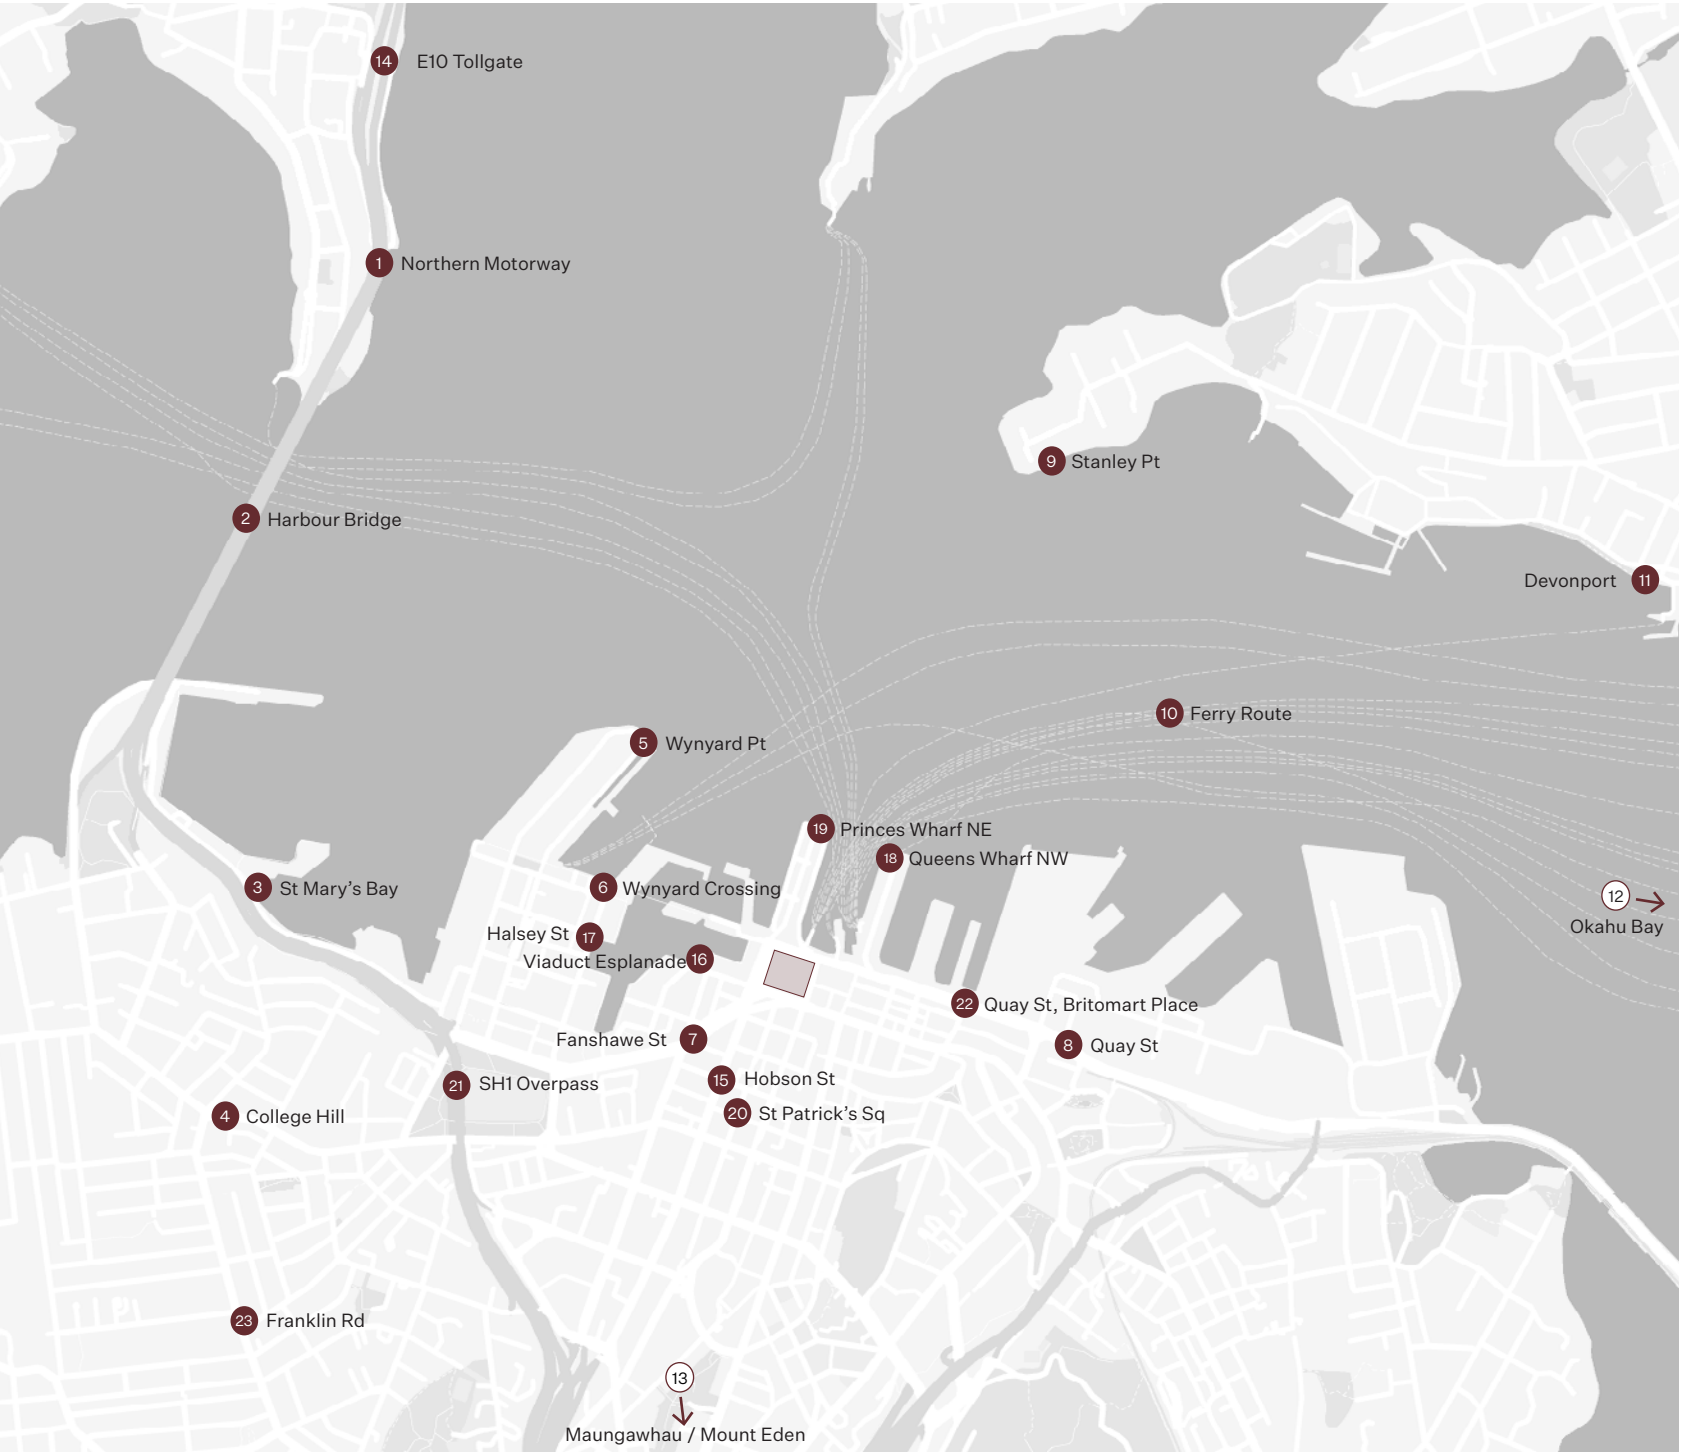 14 E10 Tollgate
1 Northern Motorway
9 Stanley Pt
2 Harbour Bridge
Devonport 11
10 Ferry Route
5 Wynyard Pt
19 Princes Wharf NE
18 Queens Wharf NW
3 St Mary’s Bay
6 Wynyard Crossing
12
Okahu Bay
Halsey St 17
Viaduct Esplanade 16
22 Quay St, Britomart Place
Fanshawe St 7
8 Quay St
15 Hobson St
21 SH1 Overpass
20 St Patrick’s Sq
4 College Hill
23 Franklin Rd
13
Maungawhau / Mount Eden